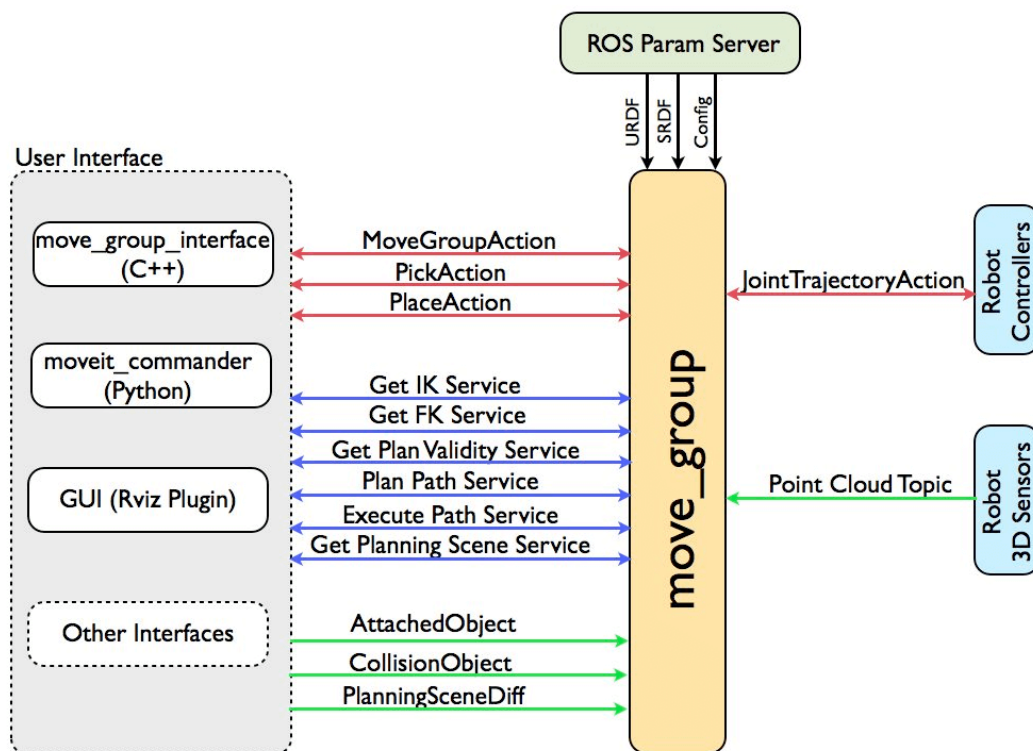 ROS Param Server
URDF
SRDF
Config
User Interface
move_group_interface
(C++)
moveit_commander
(Python)
GUI (Rviz Plugin)
Other Interfaces
MoveGroupAction
PickAction
PlaceAction
Get IK Service
Get FK Service
Get Plan Validity Service
Plan Path Service
Execute Path Service
Get Planning Scene Service
AttachedObject
CollisionObject
PlanningSceneDiff
move_group
JointTrajectoryAction
Robot
Controllers
Point Cloud Topic
Robot
3D Sensors